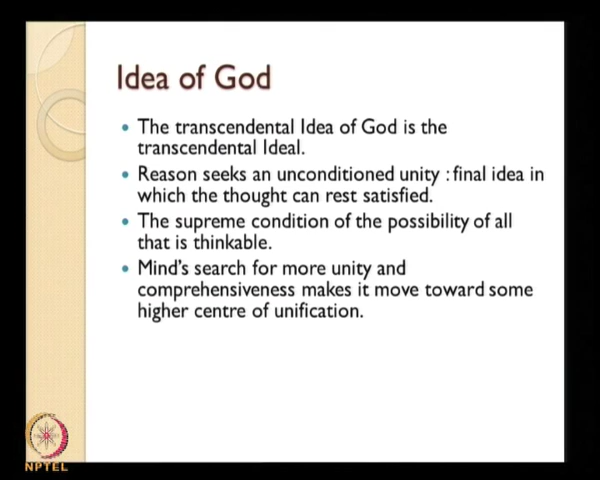 Idea of God
• The transcendental Idea of God is the
transcendental Ideal.
• Reason seeks an unconditioned unity : final idea in
which the thought can rest satisfied.
• The supreme condition of the possibility of all
that is thinkable.
• Mind's search for more unity and
comprehensiveness makes it move toward some
higher centre of unification.
NPTEL